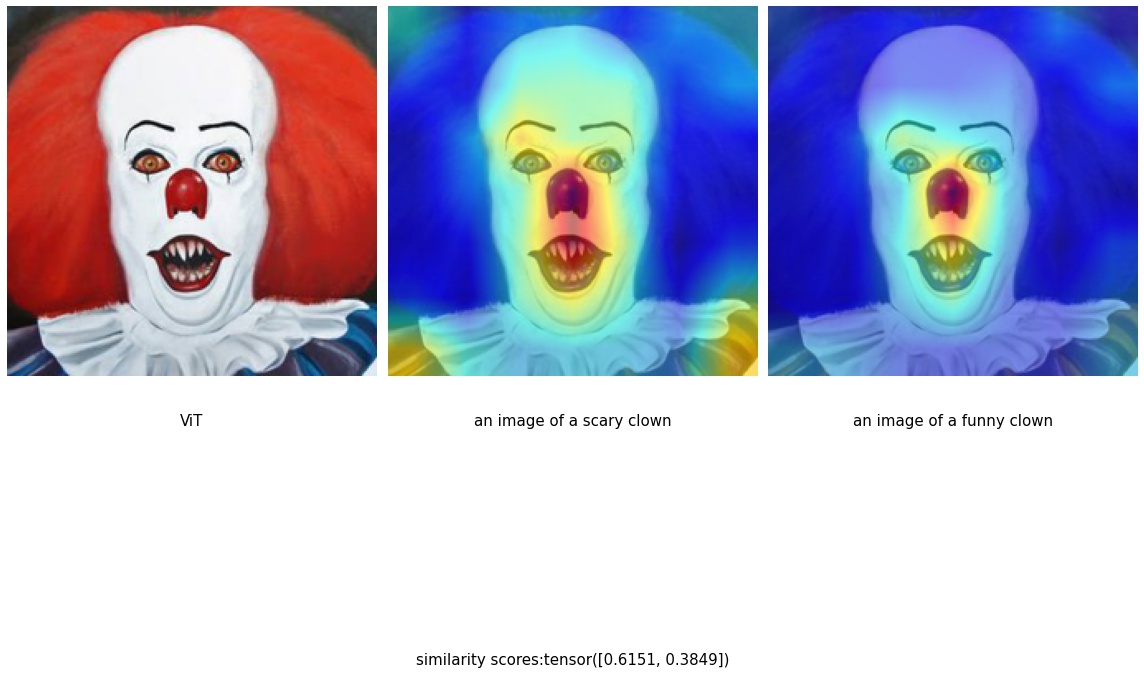 ViT
an image of a scary clown
an image of a funny clown
similarity scores:tensor([0.6151, 0.3849])